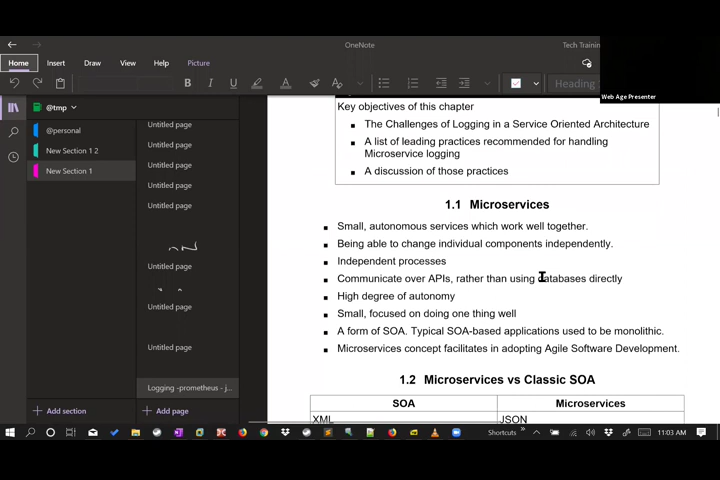 OneNote
Tech Trainin
Home
Insert
Draw
View
Help
Picture
Web Age Presenter
Heading
@tmp
@personal
New Section 1 2
New Section 1
Untitled page
Untitled page
Untitled page
Untitled page
Untitled page
Untitled page
Untitled page
Untitled page
Logging -prometheus - j...
Add section
Add page
Key objectives of this chapter
The Challenges of Logging in a Service Oriented Architecture
A list of leading practices recommended for handling
Microservice logging
A discussion of those practices
1.1 Microservices
Small, autonomous services which work well together.
Being able to change individual components independently.
Independent processes
Communicate over APIs, rather than using databases directly
High degree of autonomy
Small, focused on doing one thing well
A form of SOA. Typical SOA-based applications used to be monolithic.
Microservices concept facilitates in adopting Agile Software Development.
1.2 Microservices vs Classic SOA
SOA Microservices
XML JSON
Shortcuts
11:03 AM